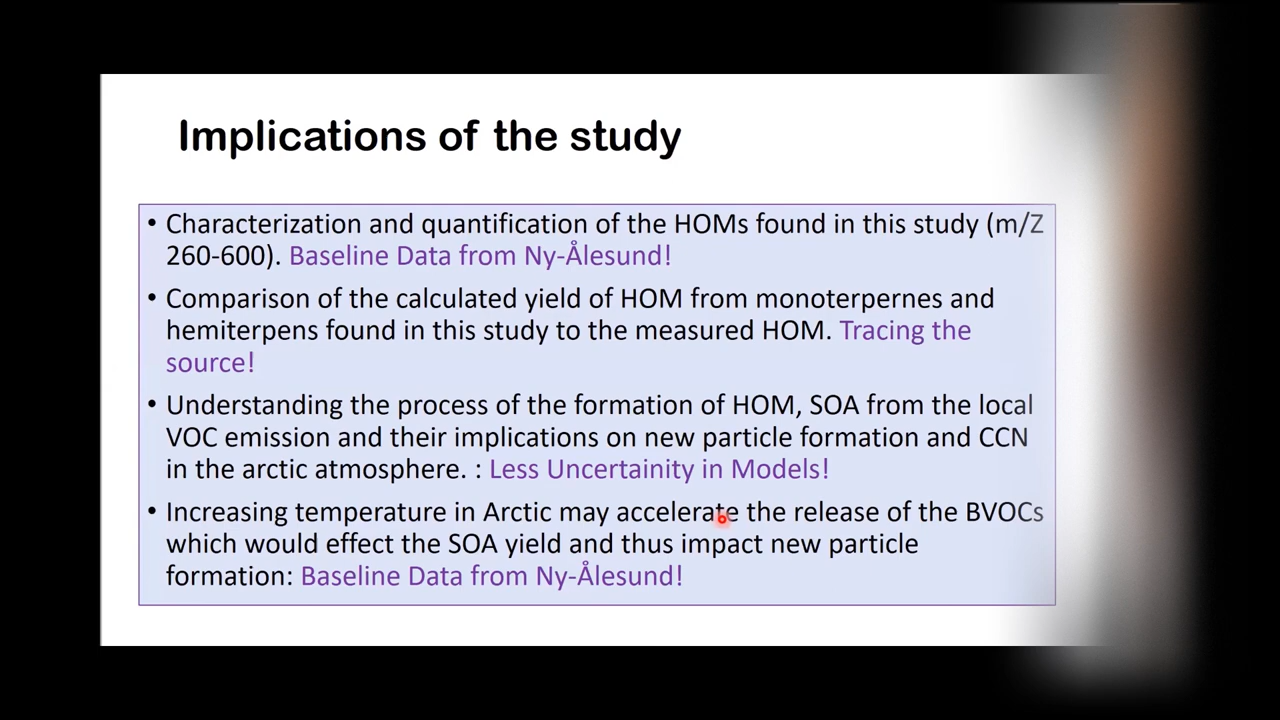 Implications of the study
• Characterization and quantification of the HOMs found in this study (m/Z
260-600). Baseline Data from Ny-Ålesund!
• Comparison of the calculated yield of HOM from monoterpernes and
hemiterpens found in this study to the measured HOM. Tracing the
source!
• Understanding the process of the formation of HOM, SOA from the local
VOC emission and their implications on new particle formation and CCN
in the arctic atmosphere. : Less Uncertainity in Models!
• Increasing temperature in Arctic may accelerate the release of the BVOCs
which would effect the SOA yield and thus impact new particle
formation: Baseline Data from Ny-Ålesund!